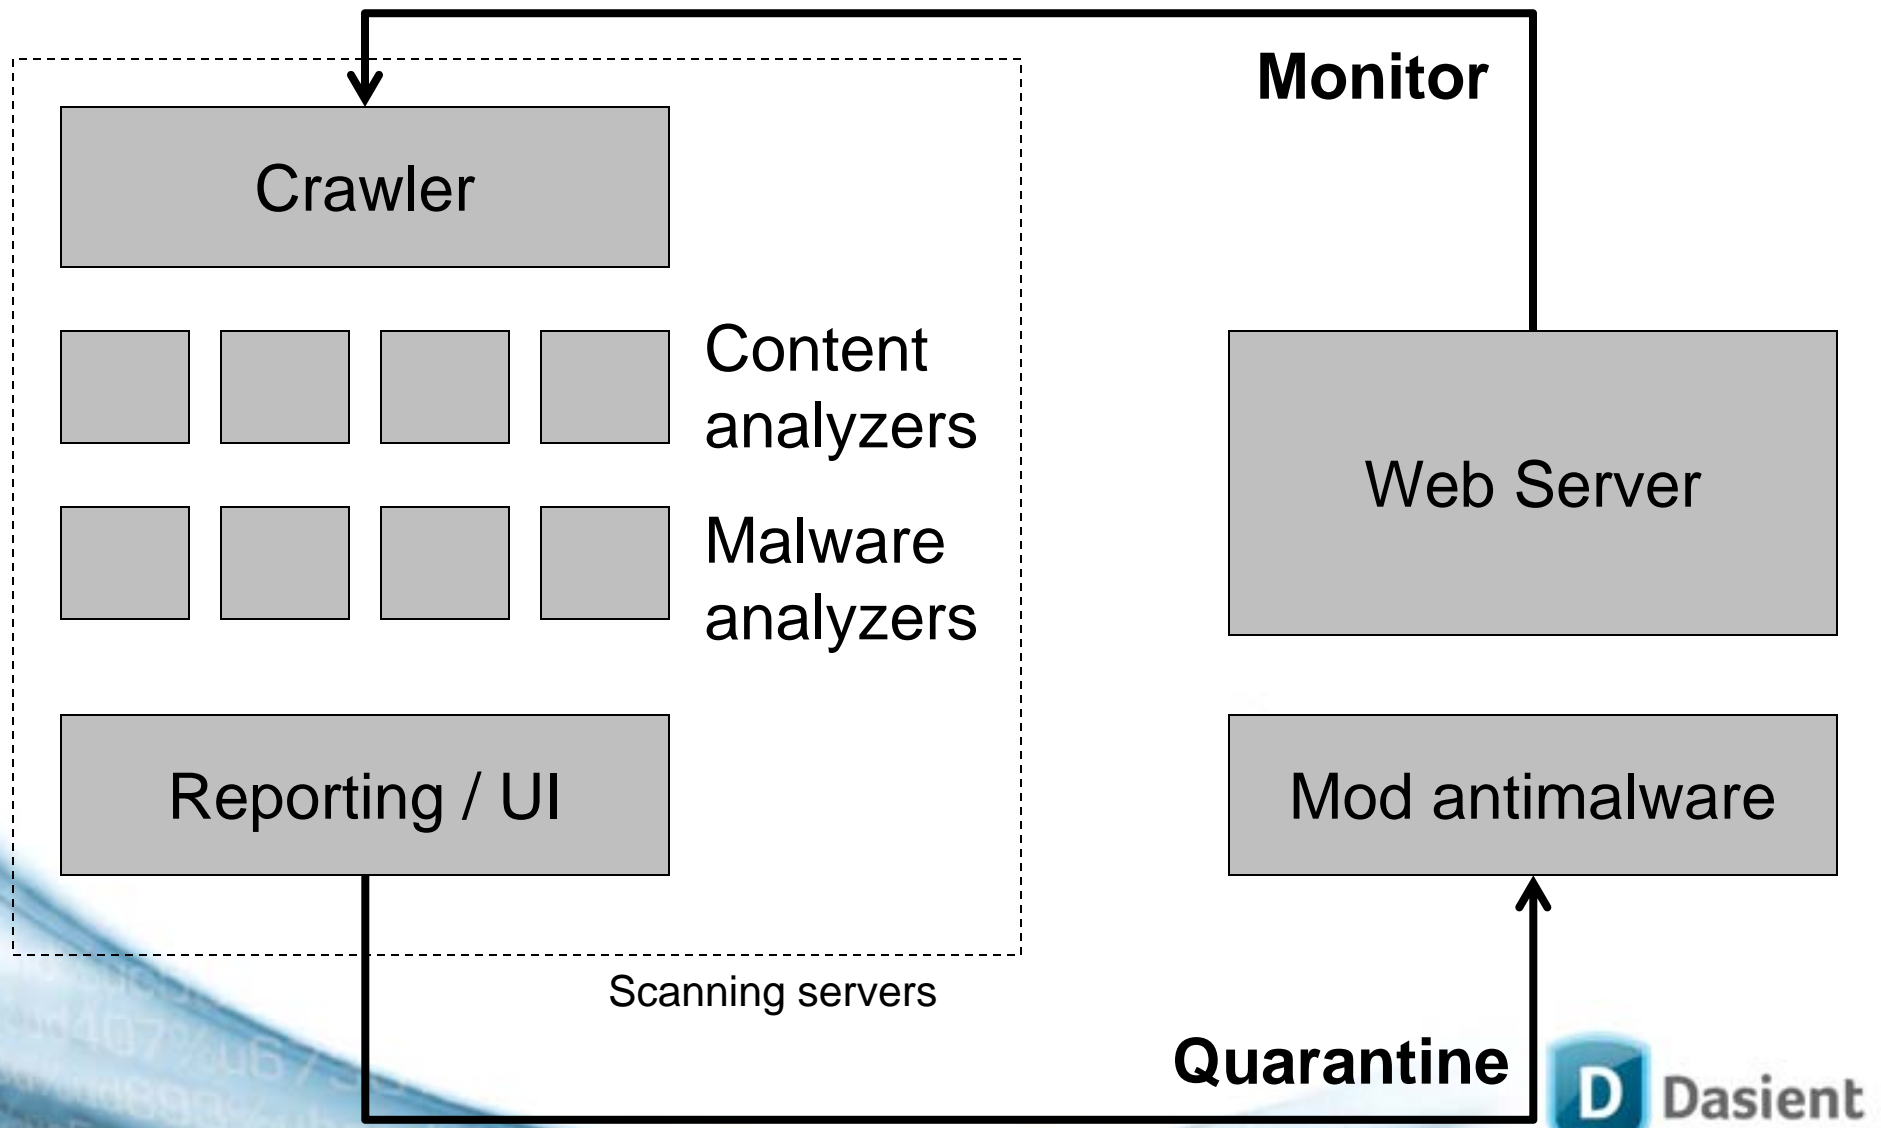 Monitor
Crawler
Content
analyzers
Web Server
Malware
analyzers
Reporting / UI
Mod antimalware
Scanning servers
Quarantine
D Dasient